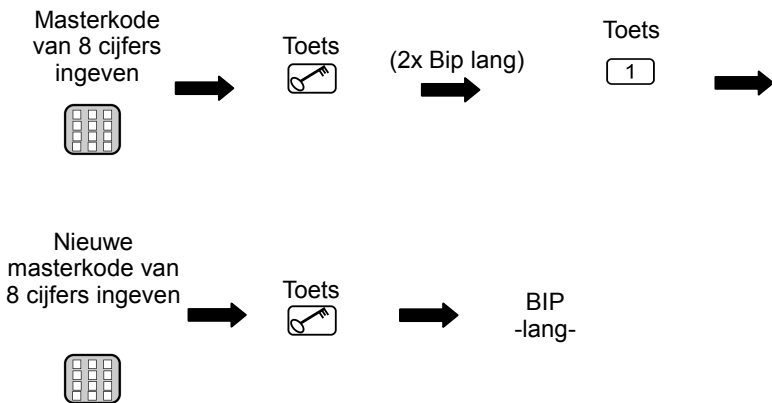 Masterkode
van 8 cijfers
ingeven
Toets
(2x Bip lang)
Toets
1
Nieuwe
masterkode van
8 cijfers ingeven
Toets
BIP
-lang-